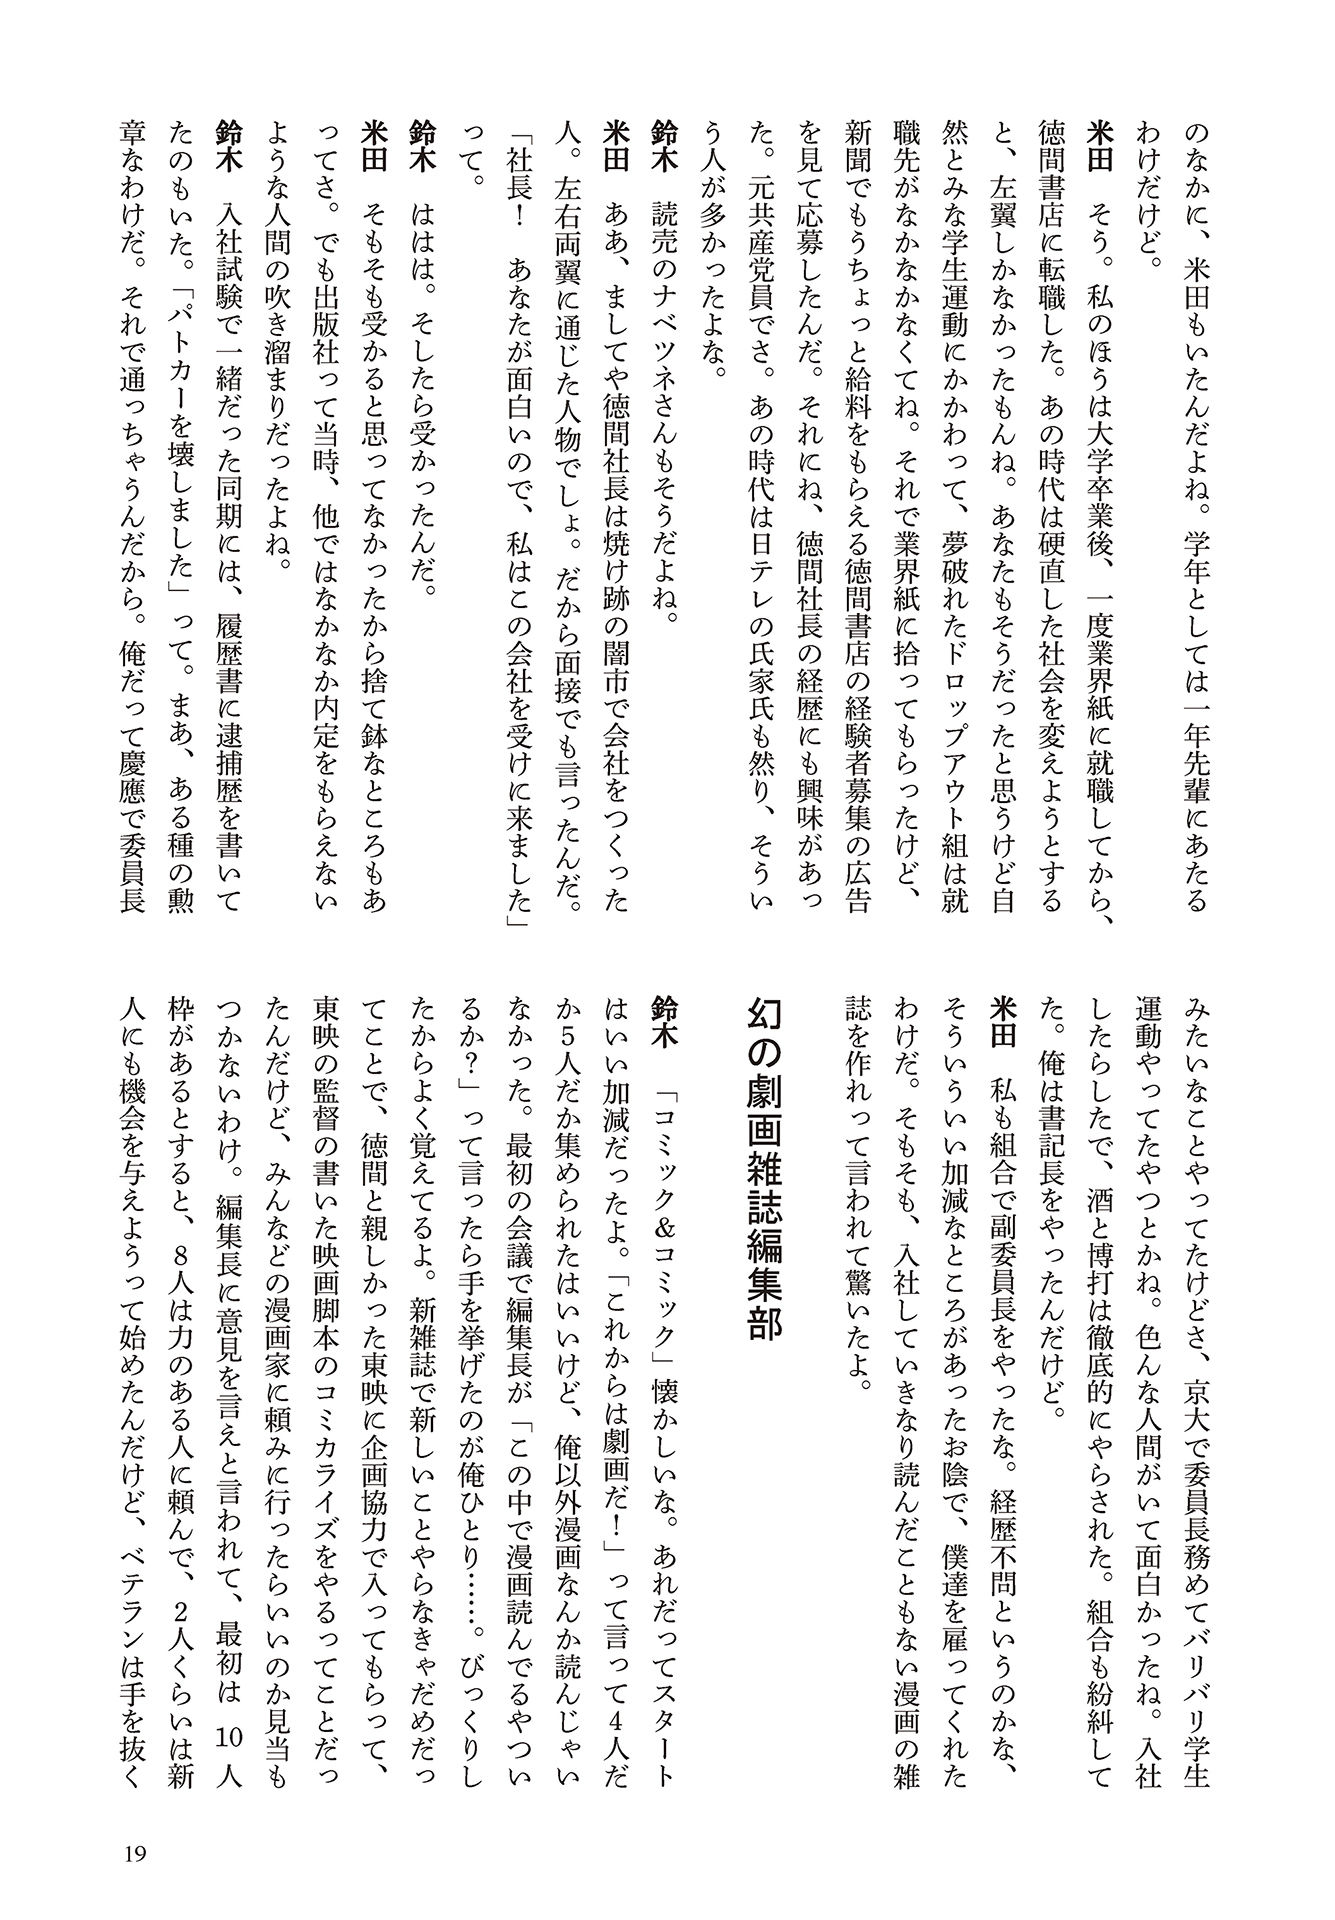 のなかに、米田もいたんだよね。学年としては一年先輩にあたる
わけだけど。
米田　そう。私のほうは大学卒業後、一度業界紙に就職してから、
徳間書店に転職した。あの時代は硬直した社会を変えようとする
と、左翼しかなかったもんね。あなたもそうだったと思うけど自
然とみな学生運動にかかわって、夢破れたドロップアウト組は就
職先がなかなかなくてね。それで業界紙に拾ってもらったけど、
新聞でもうちょっと給料をもらえる徳間書店の経験者募集の広告
を見て応募したんだ。それにね、徳間社長の経歴にも興味があっ
た。元共産党員でさ。あの時代は日テレの氏家氏も然り、そうい
う人が多かったよな。
鈴木　読売のナベツネさんもそうだよね。
米田　ああ、ましてや徳間社長は焼け跡の闇市で会社をつくった
人。左右両翼に通じた人物でしょ。だから面接でも言ったんだ。
「社長！　あなたが面白いので、私はこの会社を受けに来ました」
って。
鈴木　ははは。そしたら受かったんだ。
米田　そもそも受かると思ってなかったから捨て鉢なところもあ
ってさ。でも出版社って当時、他ではなかなか内定をもらえない
ような人間の吹き溜まりだったよね。
鈴木　入社試験で一緒だった同期には、履歴書に逮捕歴を書いて
たのもいた。「パトカーを壊しました」って。まあ、ある種の勲
章なわけだ。それで通っちゃうんだから。俺だって慶應で委員長
みたいなことやってたけどさ、京大で委員長務めてバリバリ学生
運動やってたやつとかね。色んな人間がいて面白かったね。入社
したらしたで、酒と博打は徹底的にやらされた。組合も紛糾して
た。俺は書記長をやったんだけど。
米田　私も組合で副委員長をやったな。経歴不問というのかな、
そういういい加減なところがあったお陰で、僕達を雇ってくれた
わけだ。そもそも、入社していきなり読んだこともない漫画の雑
誌を作れって言われて驚いたよ。
幻の劇画雑誌編集部
鈴木　「コミック＆コミック」懐かしいな。あれだってスタート
はいい加減だったよ。「これからは劇画だ！」って言って4人だ
か5人だか集められたはいいけど、俺以外漫画なんか読んじゃい
なかった。最初の会議で編集長が「この中で漫画読んでるやつい
るか？」って言ったら手を挙げたのが俺ひとり……。びっくりし
たからよく覚えてるよ。新雑誌で新しいことやらなきゃだめだっ
てことで、徳間と親しかった東映に企画協力で入ってもらって、
東映の監督の書いた映画脚本のコミカライズをやるってことだっ
たんだけど、みんなどの漫画家に頼みに行ったらいいのか見当も
つかないわけ。編集長に意見を言えと言われて、最初は10人
枠があるとすると、8人は力のある人に頼んで、2人くらいは新
人にも機会を与えようって始めたんだけど、ベテランは手を抜く
19